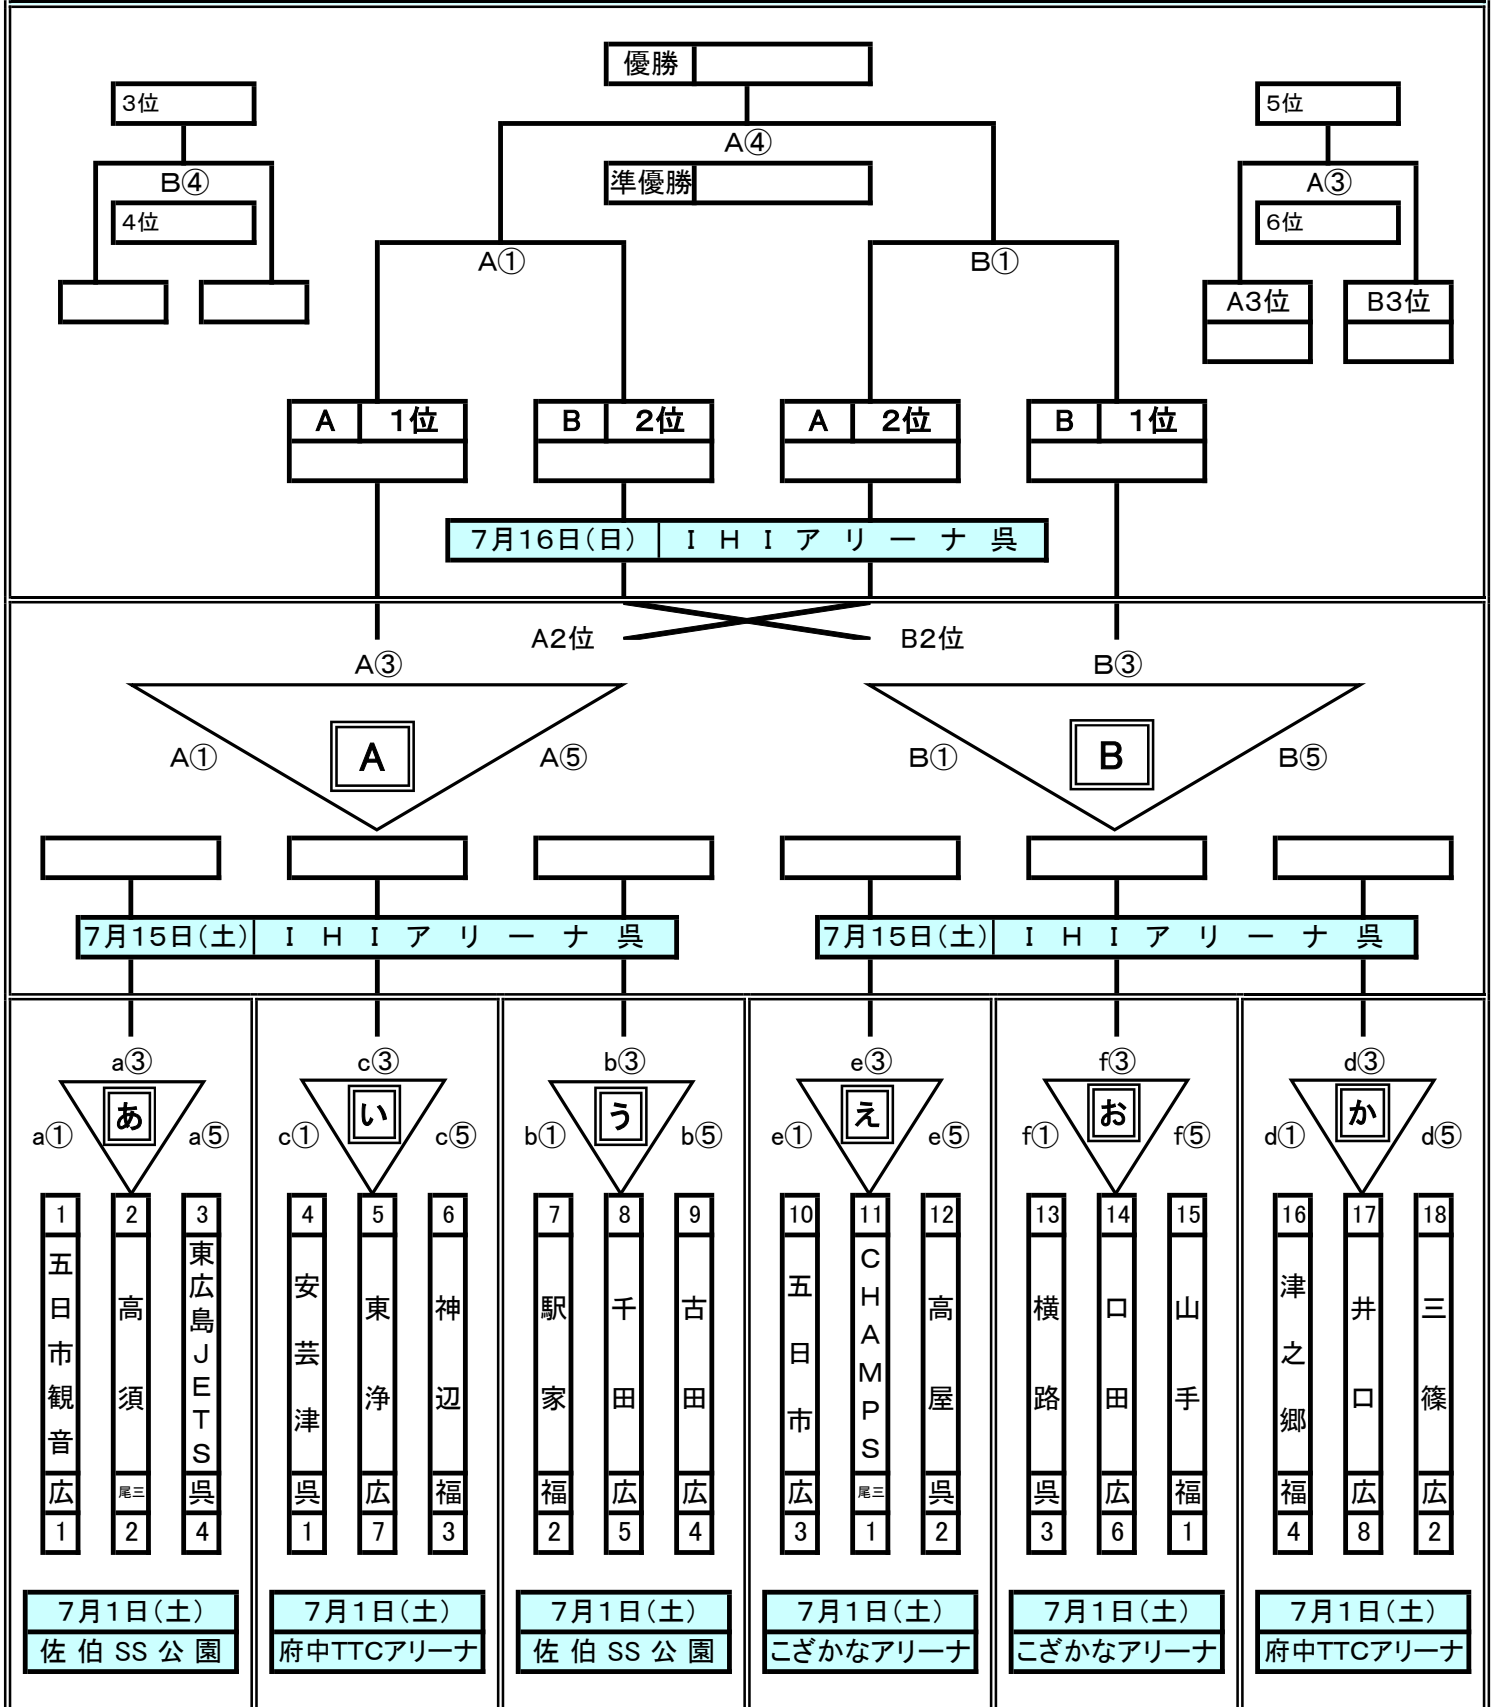 優勝
3位
5位
A④
B④
準優勝
A③
4位
6位
A①
B①
A3位
B3位
A 1位
B 2位
A 2位
B 1位
7月16日(日) IHIアリーナ呉
A2位
B2位
A③
B③
A
B
A①
A⑤
B①
B⑤
7月15日(土) IHIアリーナ呉
7月15日(土) IHIアリーナ呉
a③
c③
b③
e③
f③
d③
あ
い
う
え
お
か
a①
a⑤
c①
c⑤
b①
b⑤
e①
e⑤
f①
f⑤
d①
d⑤
1 五日市観音 広 1
2 高須 尾三 2
3 東広島JETS 呉 4
4 安芸津 呉 1
5 東浄 広 7
6 神辺 福 3
7 駅家 福 2
8 千田 広 5
9 古田 広 4
10 五日市 広 3
11 CHAMPS 尾三 1
12 高屋 呉 2
13 横路 呉 3
14 口田 広 6
15 山手 福 1
16 津之郷 福 4
17 井口 広 8
18 三篠 広 2
7月1日(土)
佐伯SS公園
7月1日(土)
府中TTCアリーナ
7月1日(土)
佐伯SS公園
7月1日(土)
こざかなアリーナ
7月1日(土)
こざかなアリーナ
7月1日(土)
府中TTCアリーナ